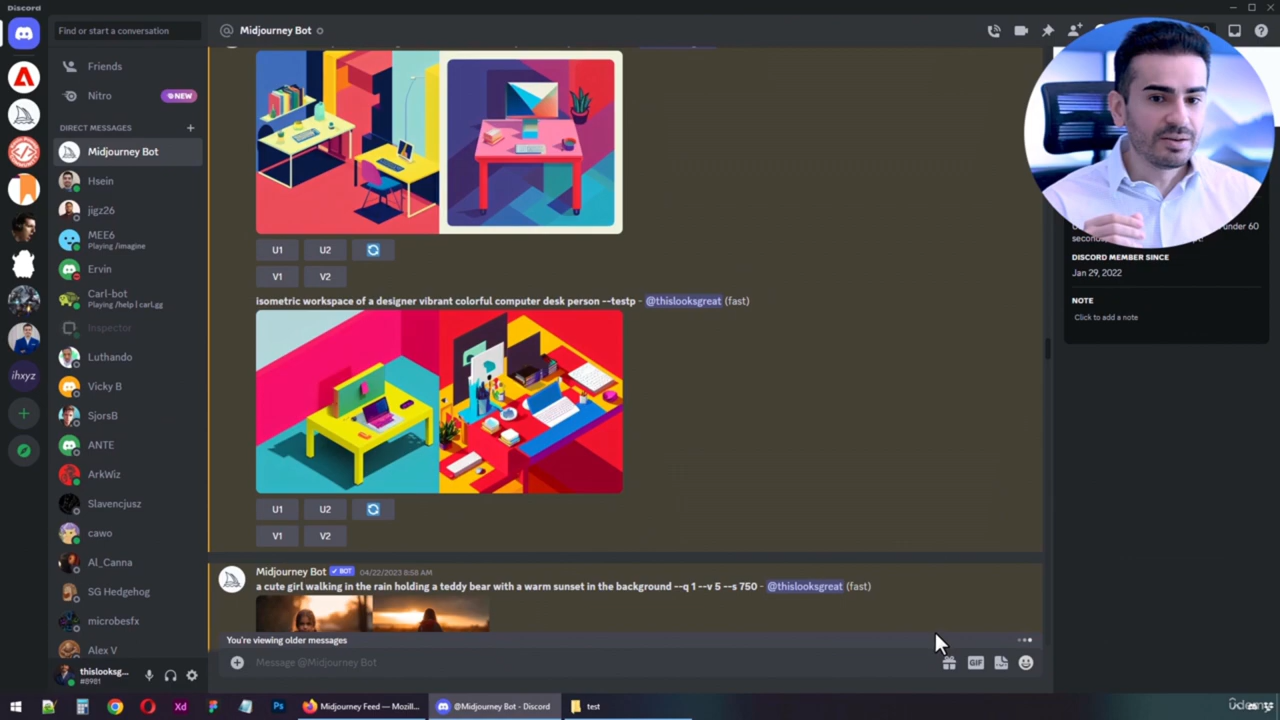 Discord
Find or start a conversation
Midjourney Bot
Friends
Nitro
NEW
DIRECT MESSAGES
Midjourney Bot
Hsein
jigz26
MEE6
Playing /imagine
Ervin
Carl-bot
Playing /help | carl.gg
Inspector
Luthando
Vicky B
SjorsB
ANTE
ArkWiz
Slavencjusz
cawo
Al_Canna
SG Hedgehog
microbesfx
Alex V
thislooksg...
#8981
ihxyz
U1
U2
V1
V2
isometric workspace of a designer vibrant colorful computer desk person --testp - @thislooksgreat (fast)
U1
U2
V1
V2
Midjourney Bot
BOT
04/22/2023 8:58 AM
a cute girl walking in the rain holding a teddy bear with a warm sunset in the background --q 1 --v 5 --s 750 - @thislooksgreat (fast)
You're viewing older messages
Message @Midjourney Bot
GIF
under 60
DISCORD MEMBER SINCE
Jan 29, 2022
NOTE
Click to add a note
Xd
Ps
Midjourney Feed — Mozill...
@Midjourney Bot - Discord
test